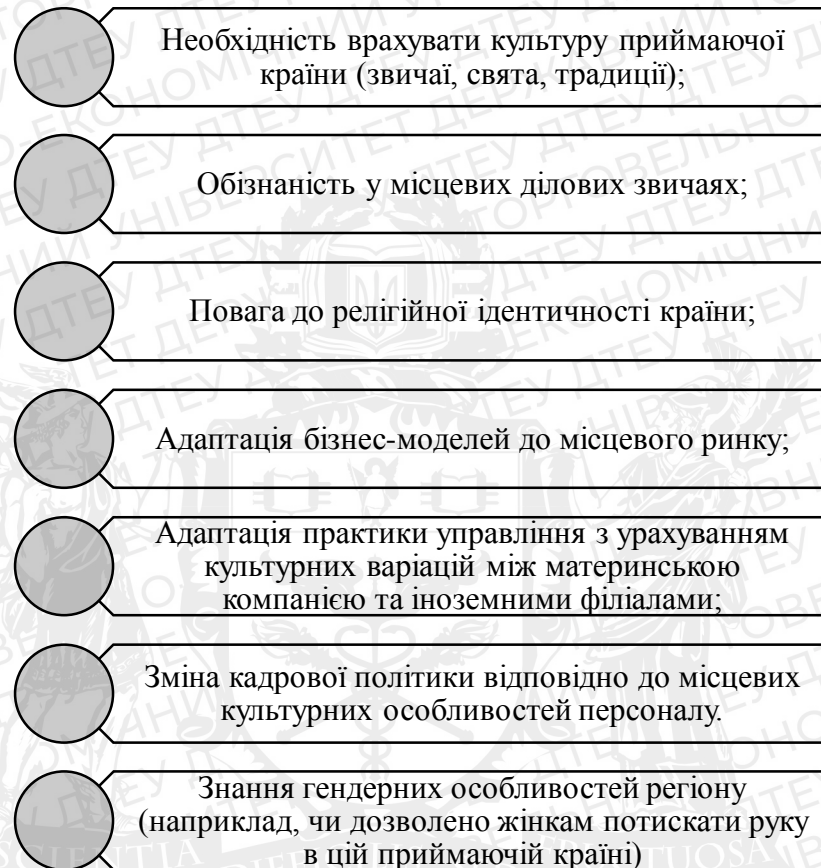 Необхідність врахувати культуру приймаючої
країни (звичаї, свята, традиції);
Обізнаність у місцевих ділових звичаях;
Повага до релігійної ідентичності країни;
Адаптація бізнес-моделей до місцевого ринку;
Адаптація практики управління з урахуванням
культурних варіацій між материнською
компанією та іноземними філіалами;
Зміна кадрової політики відповідно до місцевих
культурних особливостей персоналу.
Знання гендерних особливостей регіону
(наприклад, чи дозволено жінкам потискати руку
в цій приймаючій країні)